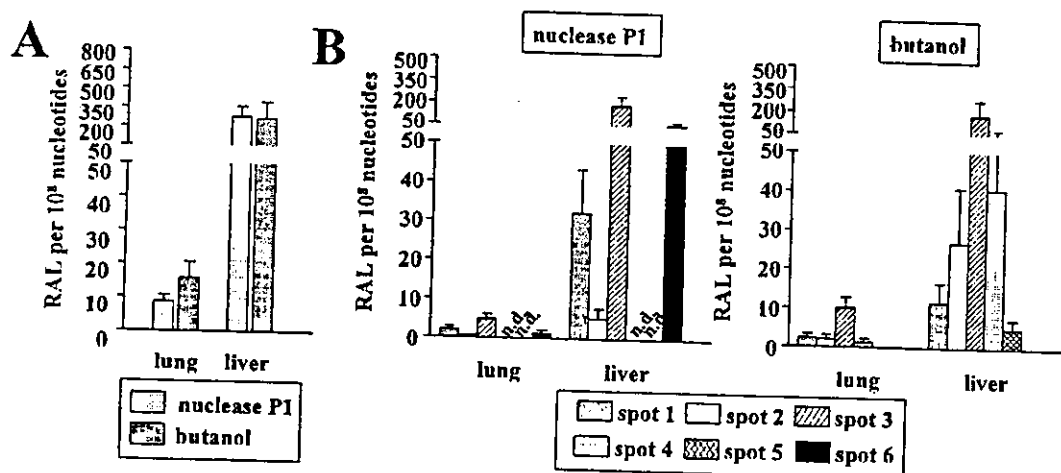 A
RAL per 10⁸ nucleotides
800
650
500
350
200
50
50
40
30
20
10
0
lung liver
nuclease P1
butanol
B
nuclease P1
RAL per 10⁸ nucleotides
500
350
200
50
50
40
30
20
10
0
n.d.
n.a.
n.d.
n.a.
lung liver
butanol
RAL per 10⁸ nucleotides
500
350
200
50
50
40
30
20
10
0
lung liver
spot 1 spot 2 spot 3
spot 4 spot 5 spot 6